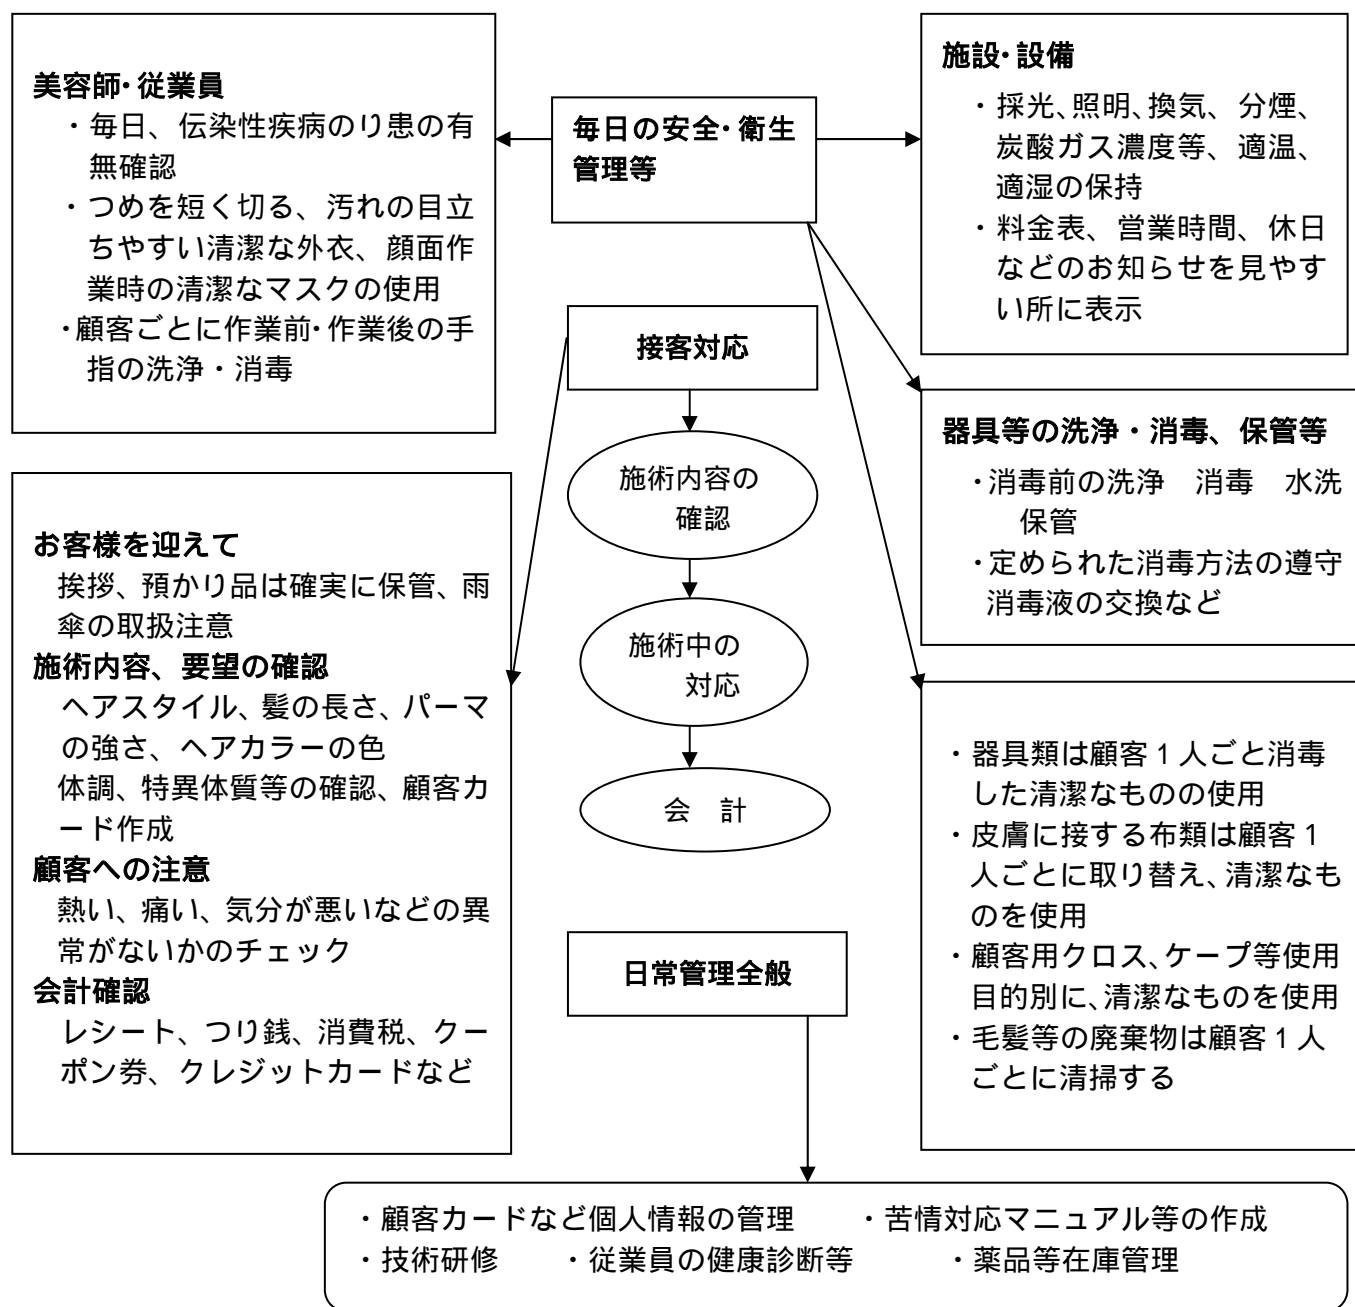 美容師・従業員
・毎日、伝染性疾病のり患の有
無確認
・つめを短く切る、汚れの目立
ちやすい清潔な外衣、顔面作
業時の清潔なマスクの使用
・顧客ごとに作業前・作業後の手
指の洗浄・消毒
毎日の安全・衛生
管理等
施設・設備
・採光、照明、換気、分煙、
炭酸ガス濃度等、適温、
適湿の保持
・料金表、営業時間、休日
などのお知らせを見やす
い所に表示
接客対応
施術内容の
確認
施術中の
対応
会 計
器具等の洗浄・消毒、保管等
・消毒前の洗浄 消毒 水洗
保管
・定められた消毒方法の遵守
消毒液の交換など
お客様を迎えて
挨拶、預かり品は確実に保管、雨
傘の取扱注意
施術内容、要望の確認
ヘアスタイル、髪の長さ、パーマ
の強さ、ヘアカラーの色
体調、特異体質等の確認、顧客カ
ード作成
顧客への注意
熱い、痛い、気分が悪いなどの異
常がないかのチェック
会計確認
レシート、つり銭、消費税、クー
ポン券、クレジットカードなど
・器具類は顧客1人ごと消毒
した清潔なものの使用
・皮膚に接する布類は顧客1
人ごとに取り替え、清潔なも
のを使用
・顧客用クロス、ケープ等使用
目的別に、清潔なものを使用
・毛髪等の廃棄物は顧客1人
ごとに清掃する
日常管理全般
・顧客カードなど個人情報の管理 ・苦情対応マニュアル等の作成
・技術研修 ・従業員の健康診断等 ・薬品等在庫管理